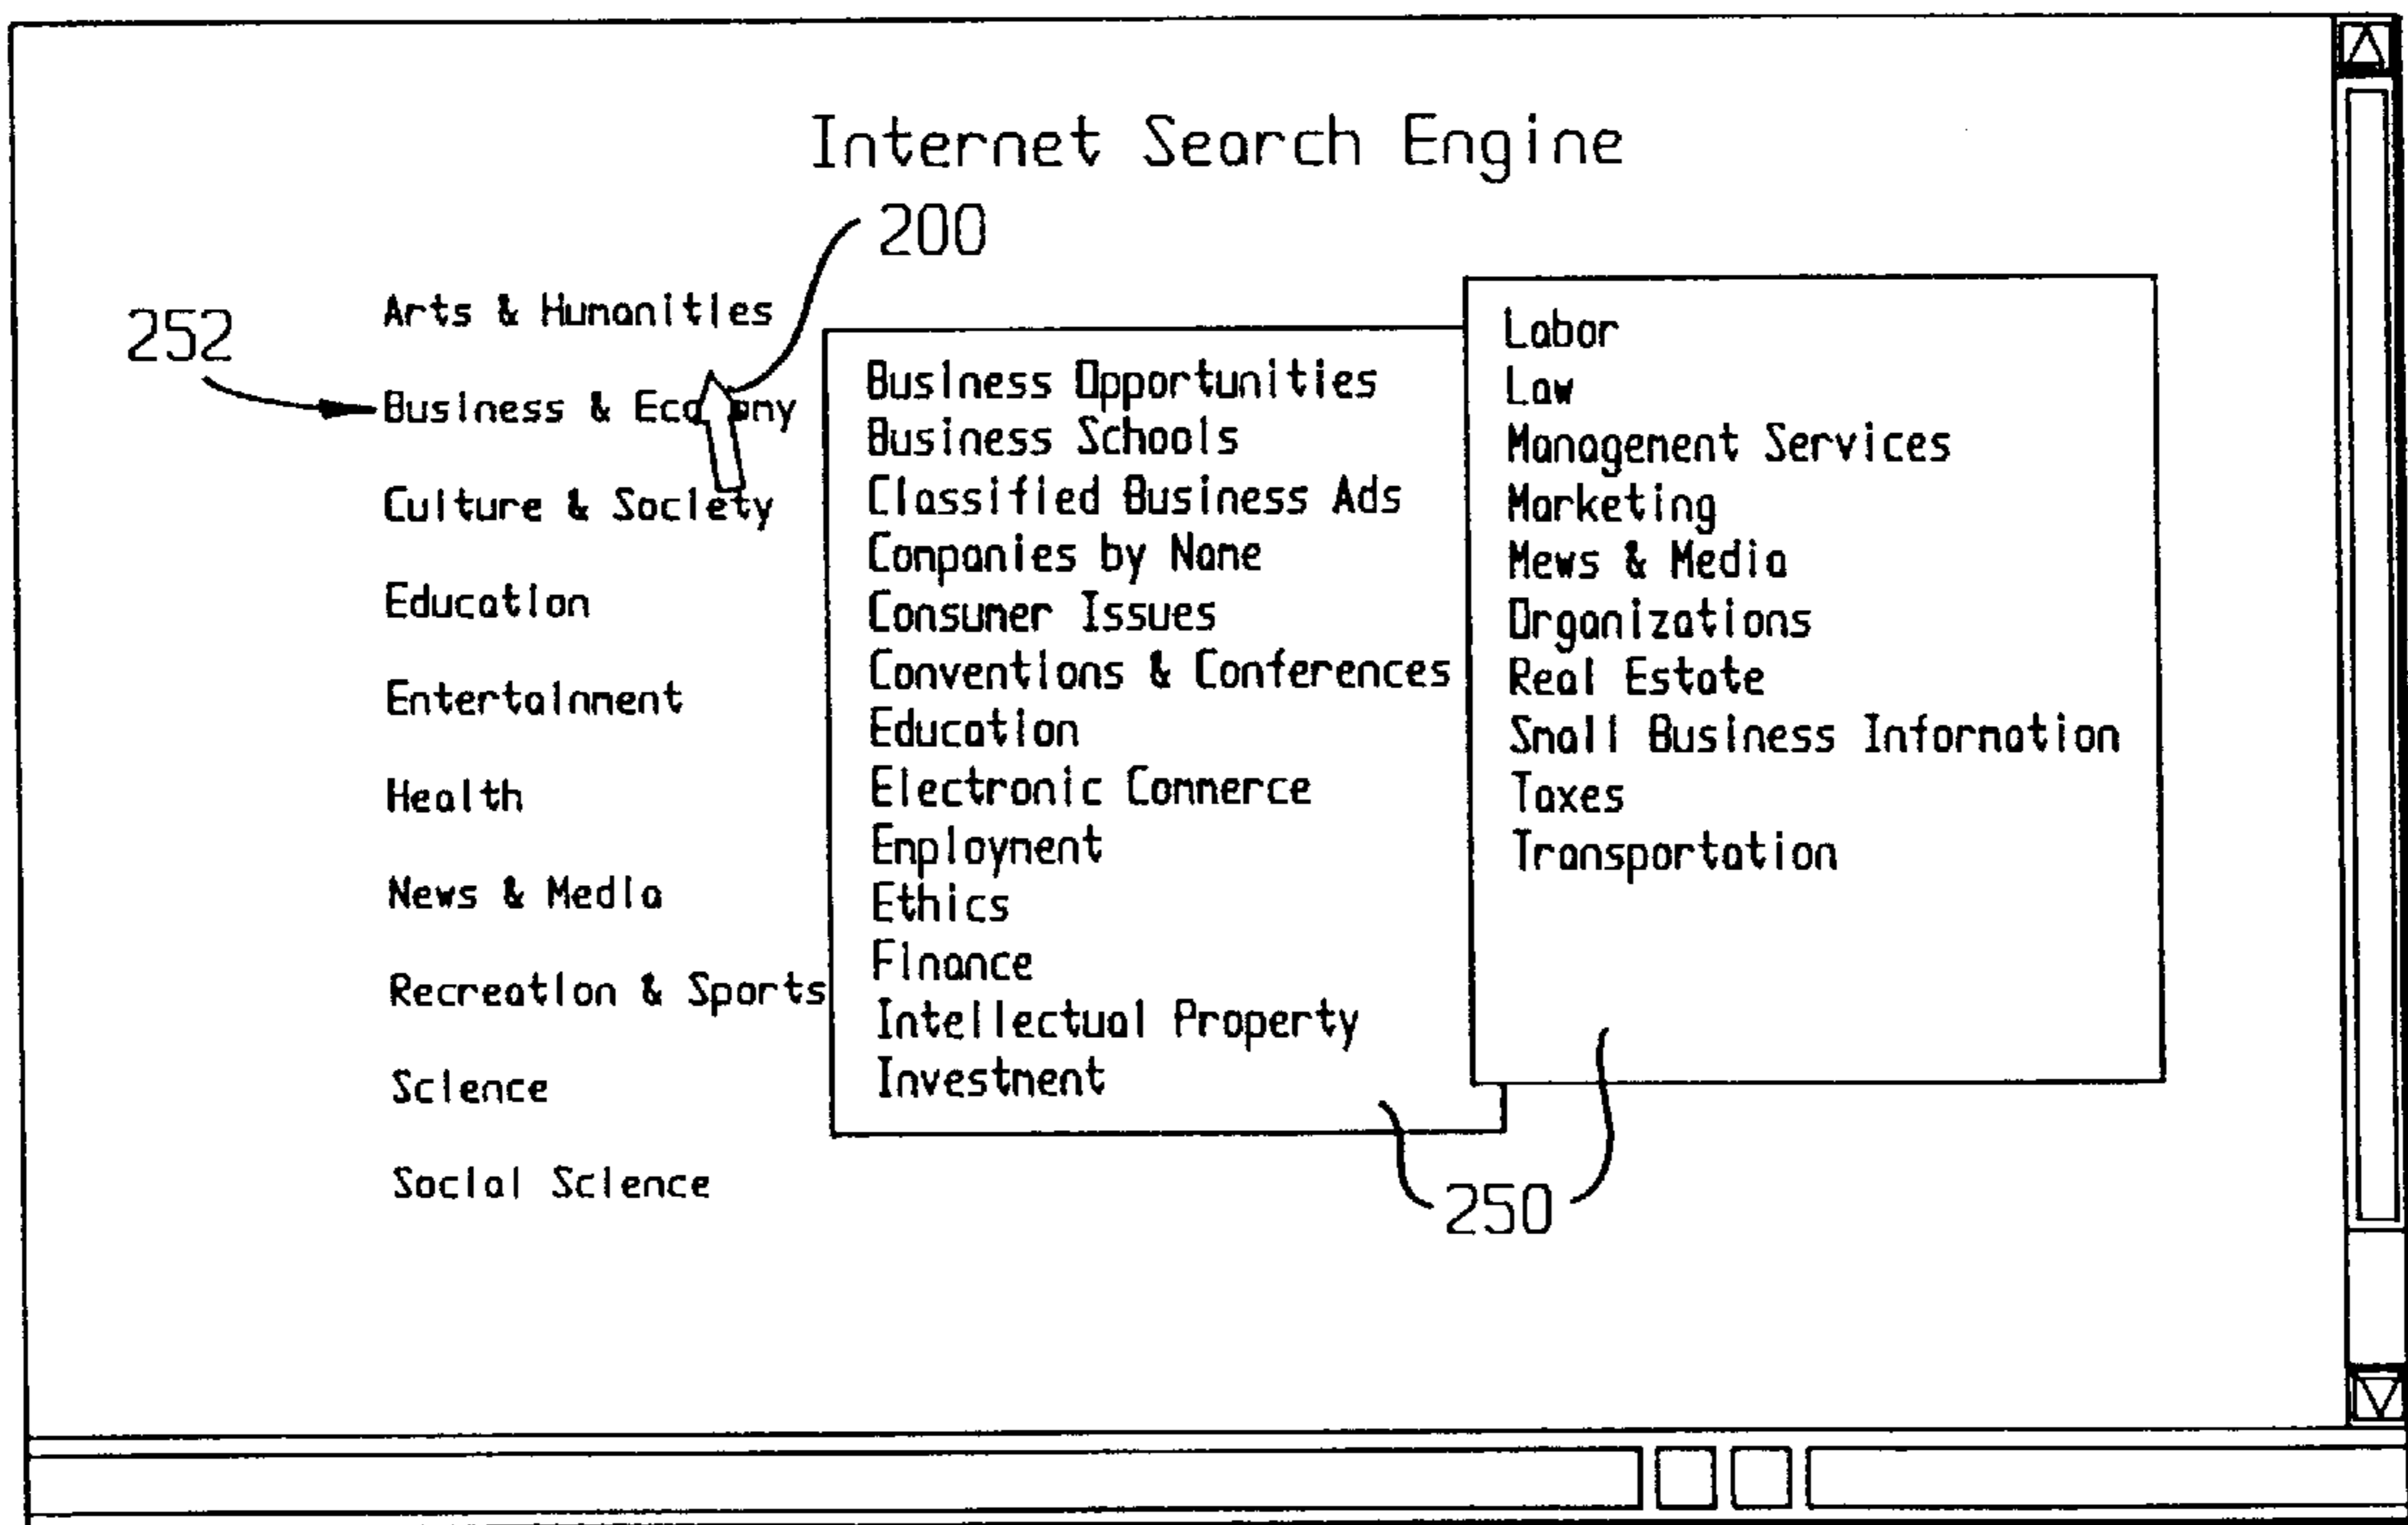 Internet Search Engine
200
252
Arts & Humanities
Business & Economy
Culture & Society
Education
Entertainment
Health
News & Media
Recreation & Sports
Science
Social Science
Business Opportunities
Business Schools
Classified Business Ads
Companies by Name
Consumer Issues
Conventions & Conferences
Education
Electronic Commerce
Employment
Ethics
Finance
Intellectual Property
Investment
Labor
Law
Management Services
Marketing
Mews & Media
Organizations
Real Estate
Small Business Information
Taxes
Transportation
250